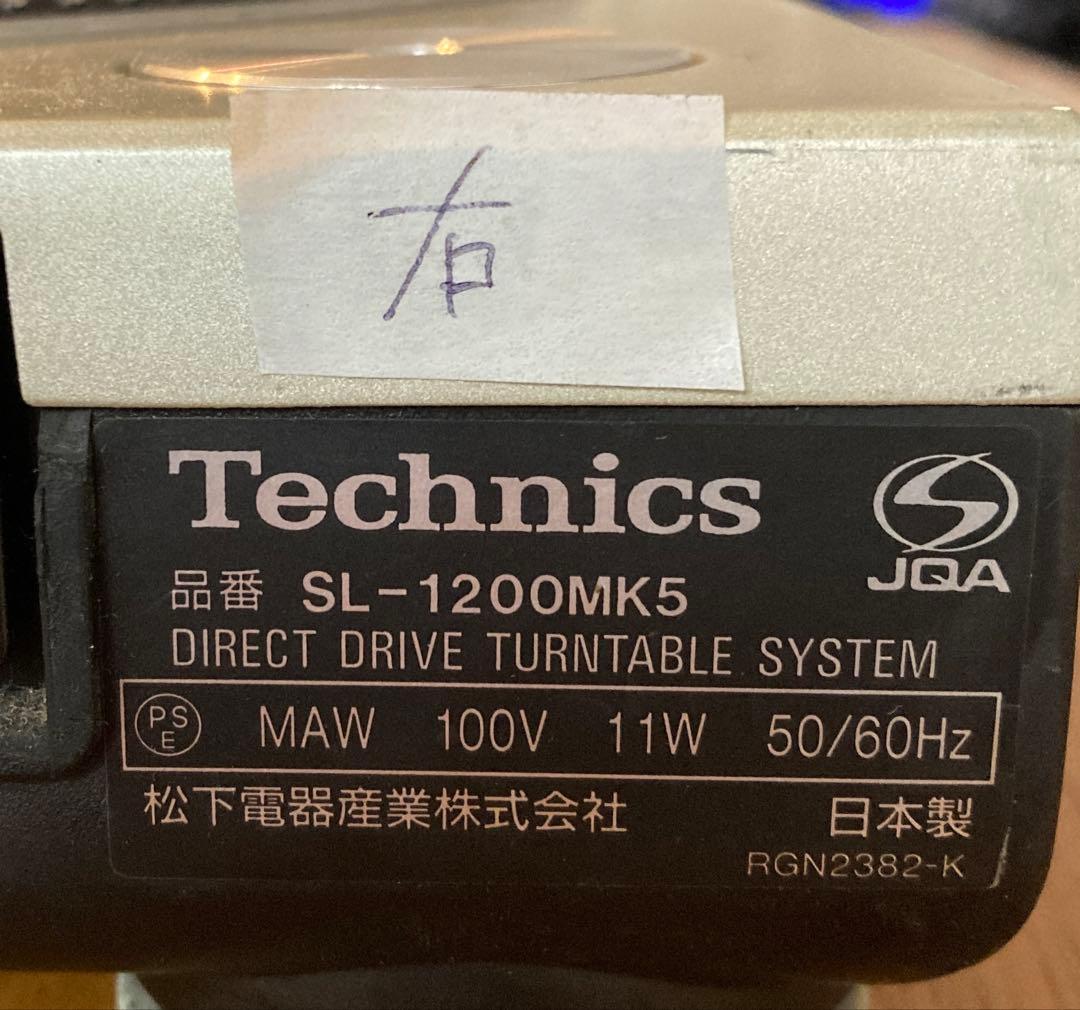 右
Technics
JQA
品番 SL-1200MK5
DIRECT DRIVE TURNTABLE SYSTEM
PSE MAW 100V 11W 50/60Hz
松下電器産業株式会社 日本製
RGN2382-K